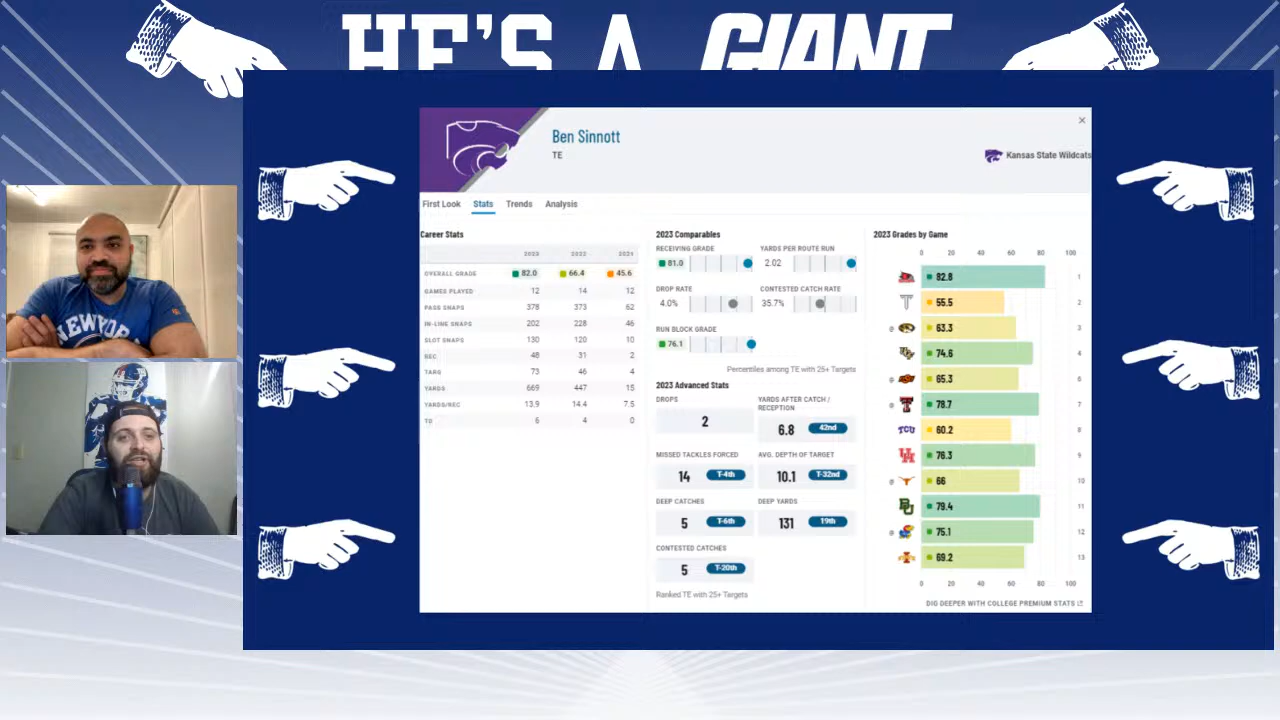 HE'S A GIANT
Ben Sinnott
TE
Kansas State Wildcats
First Look Stats Trends Analysis
Career Stats
2023 2022 2021
OVERALL GRADE 82.0 66.4 45.6
GAMES PLAYED 12 14 12
PASS SNAPS 378 373 62
IN-LINE SNAPS 202 228 46
SLOT SNAPS 130 120 10
REC 48 31 2
TARG 73 46 4
YARDS 669 447 15
YARDS/REC 13.9 14.4 7.5
TD 6 4 0
2023 Comparables
RECEIVING GRADE YARDS PER ROUTE RUN
81.0 2.02
DROP RATE CONTESTED CATCH RATE
4.0% 35.7%
RUN BLOCK GRADE
76.1
Percentiles among TE with 25+ Targets
2023 Advanced Stats
DROPS YARDS AFTER CATCH /
RECEPTION
2 6.8 42nd
MISSED TACKLES FORCED AVG. DEPTH OF TARGET
14 T-4th 10.1 T-32nd
DEEP CATCHES DEEP YARDS
5 T-6th 131 19th
CONTESTED CATCHES
5 T-20th
Ranked TE with 25+ Targets
2023 Grades by Game
0 20 40 60 80 100
82.8 1
T 55.5 2
@ 63.3 3
UCF 74.6 4
@ 65.3 6
@ T 78.7 7
TCU 60.2 8
UH 76.3 9
@ 66 10
BU 79.4 11
@ 75.1 12
69.2 13
0 20 40 60 80 100
DIG DEEPER WITH COLLEGE PREMIUM STATS
NEW YORK